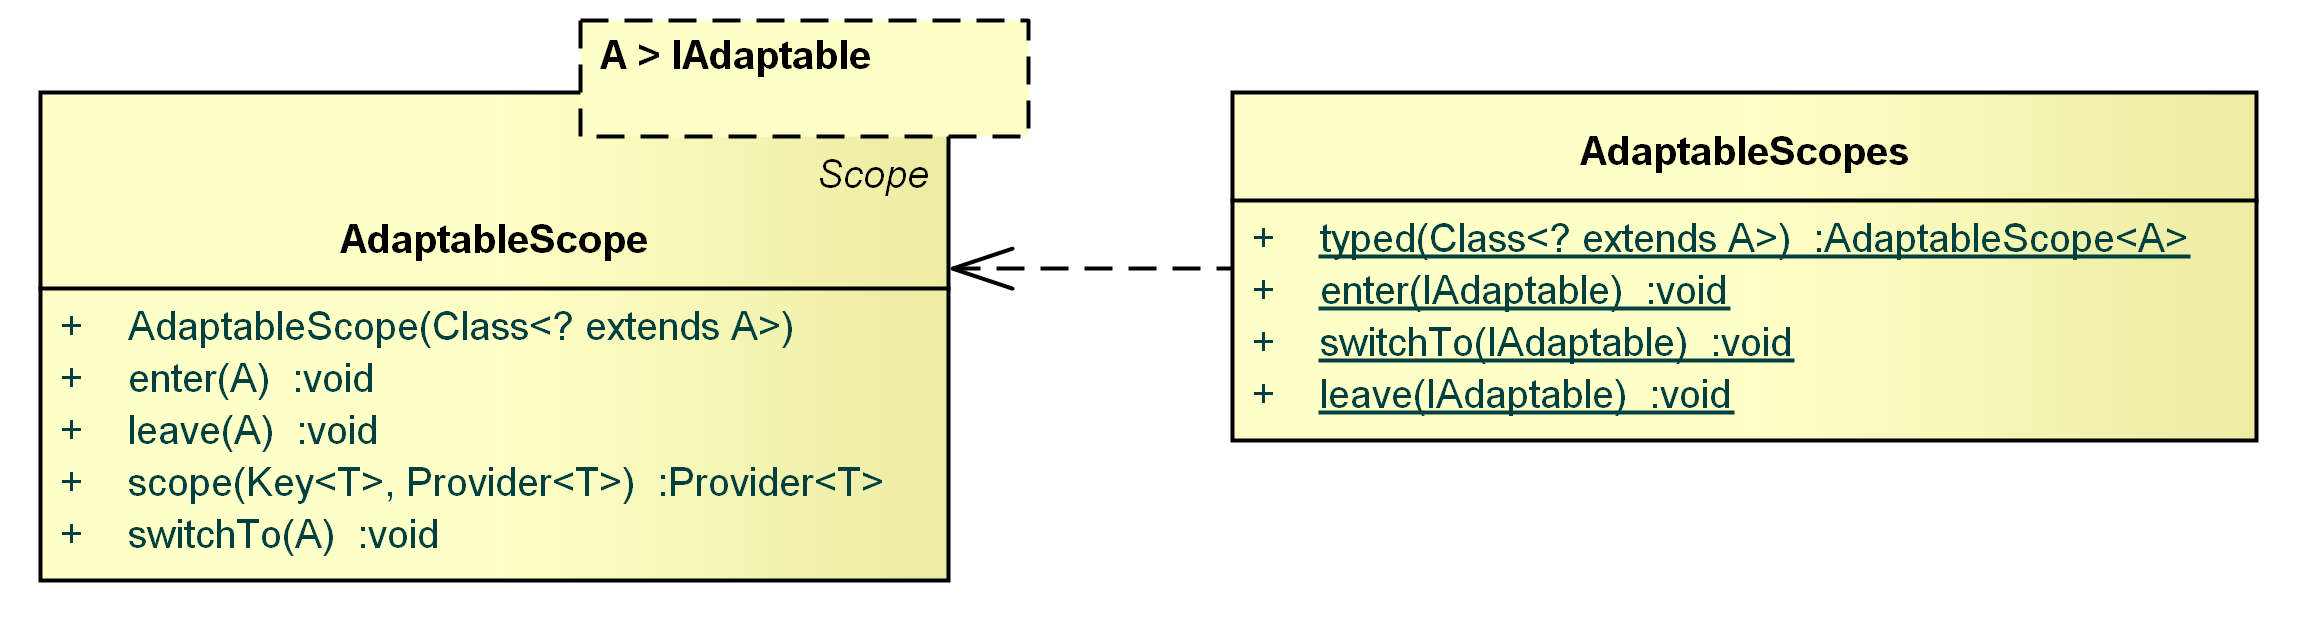 A > IAdaptable
Scope
AdaptableScope
+ AdaptableScope(Class<? extends A>)
+ enter(A) :void
+ leave(A) :void
+ scope(Key<T>, Provider<T>) :Provider<T>
+ switchTo(A) :void
AdaptableScopes
+ typed(Class<? extends A>) :AdaptableScope<A>
+ enter(IAdaptable) :void
+ switchTo(IAdaptable) :void
+ leave(IAdaptable) :void